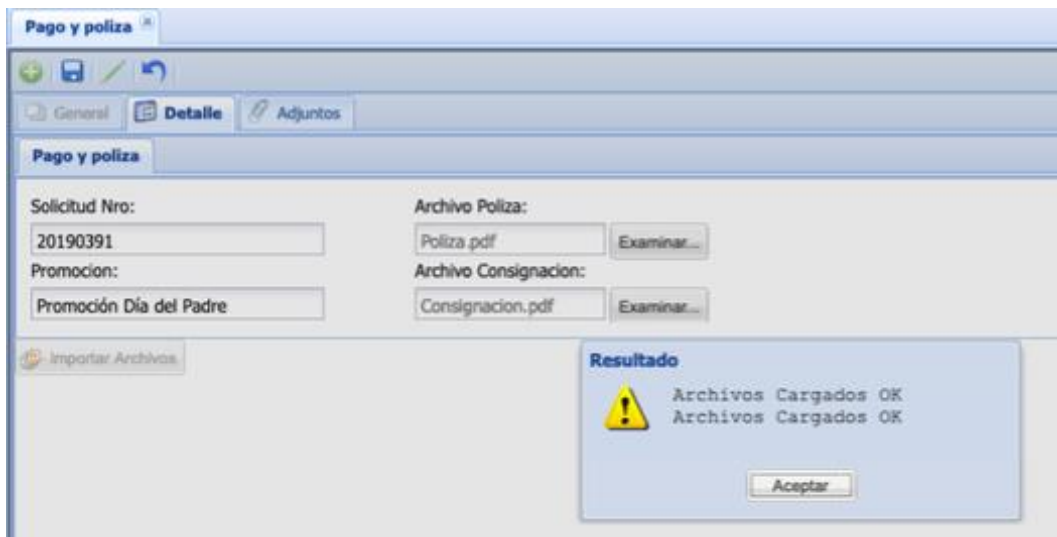 Pago y poliza
General Detalle Adjuntos
Pago y poliza
Solicitud Nro: Archivo Poliza:
20190391 Poliza.pdf Examinar...
Promocion: Archivo Consignacion:
Promoción Día del Padre Consignacion.pdf Examinar...
Importar Archivos
Resultado
Archivos Cargados OK
Archivos Cargados OK
Aceptar